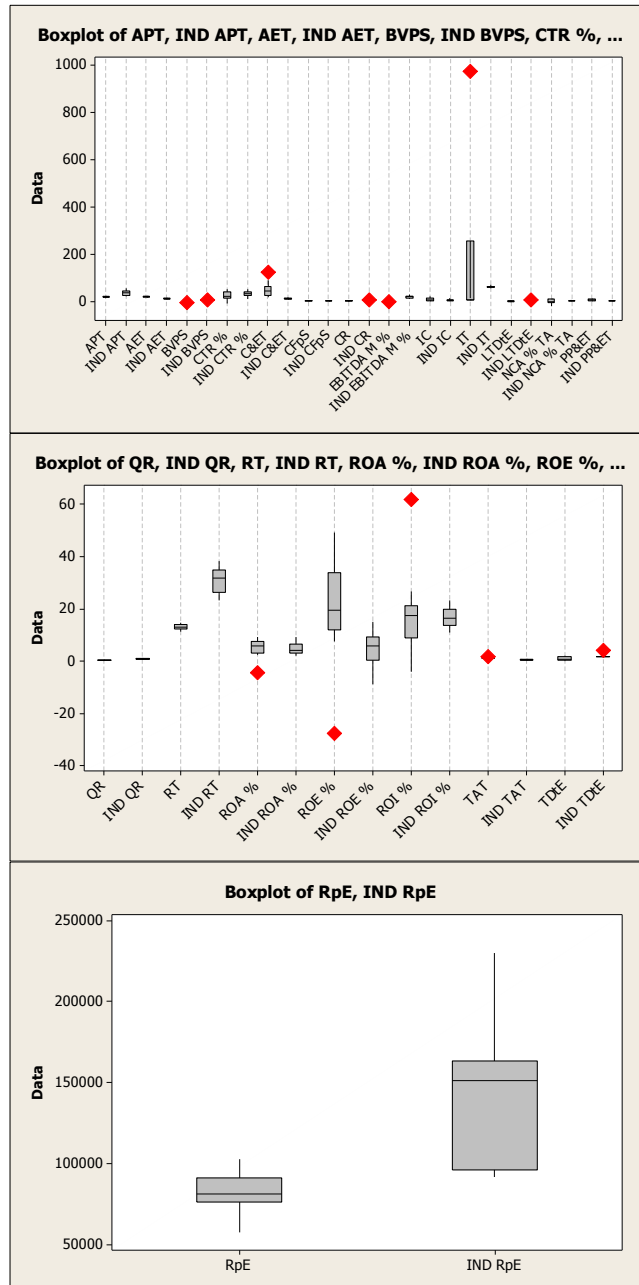 Boxplot of APT, IND APT, AET, IND AET, BVPS, IND BVPS, CTR %, ...
1000
800
600
400
200
0
Data
APT
IND APT
AET
IND AET
BVPS
IND BVPS
CTR %
IND CTR %
C&ET
IND C&ET
CFpS
IND CFpS
CR
IND CR
EBITDA M %
IND EBITDA M %
IC
IND IC
IT
IND IT
LTDtE
IND LTDtE
NCA % TA
IND NCA % TA
PP&ET
IND PP&ET
Boxplot of QR, IND QR, RT, IND RT, ROA %, IND ROA %, ROE %, ...
60
40
20
0
-20
-40
Data
QR
IND QR
RT
IND RT
ROA %
IND ROA %
ROE %
IND ROE %
ROI %
IND ROI %
TAT
IND TAT
TDtE
IND TDtE
Boxplot of RpE, IND RpE
250000
200000
150000
100000
50000
Data
RpE
IND RpE